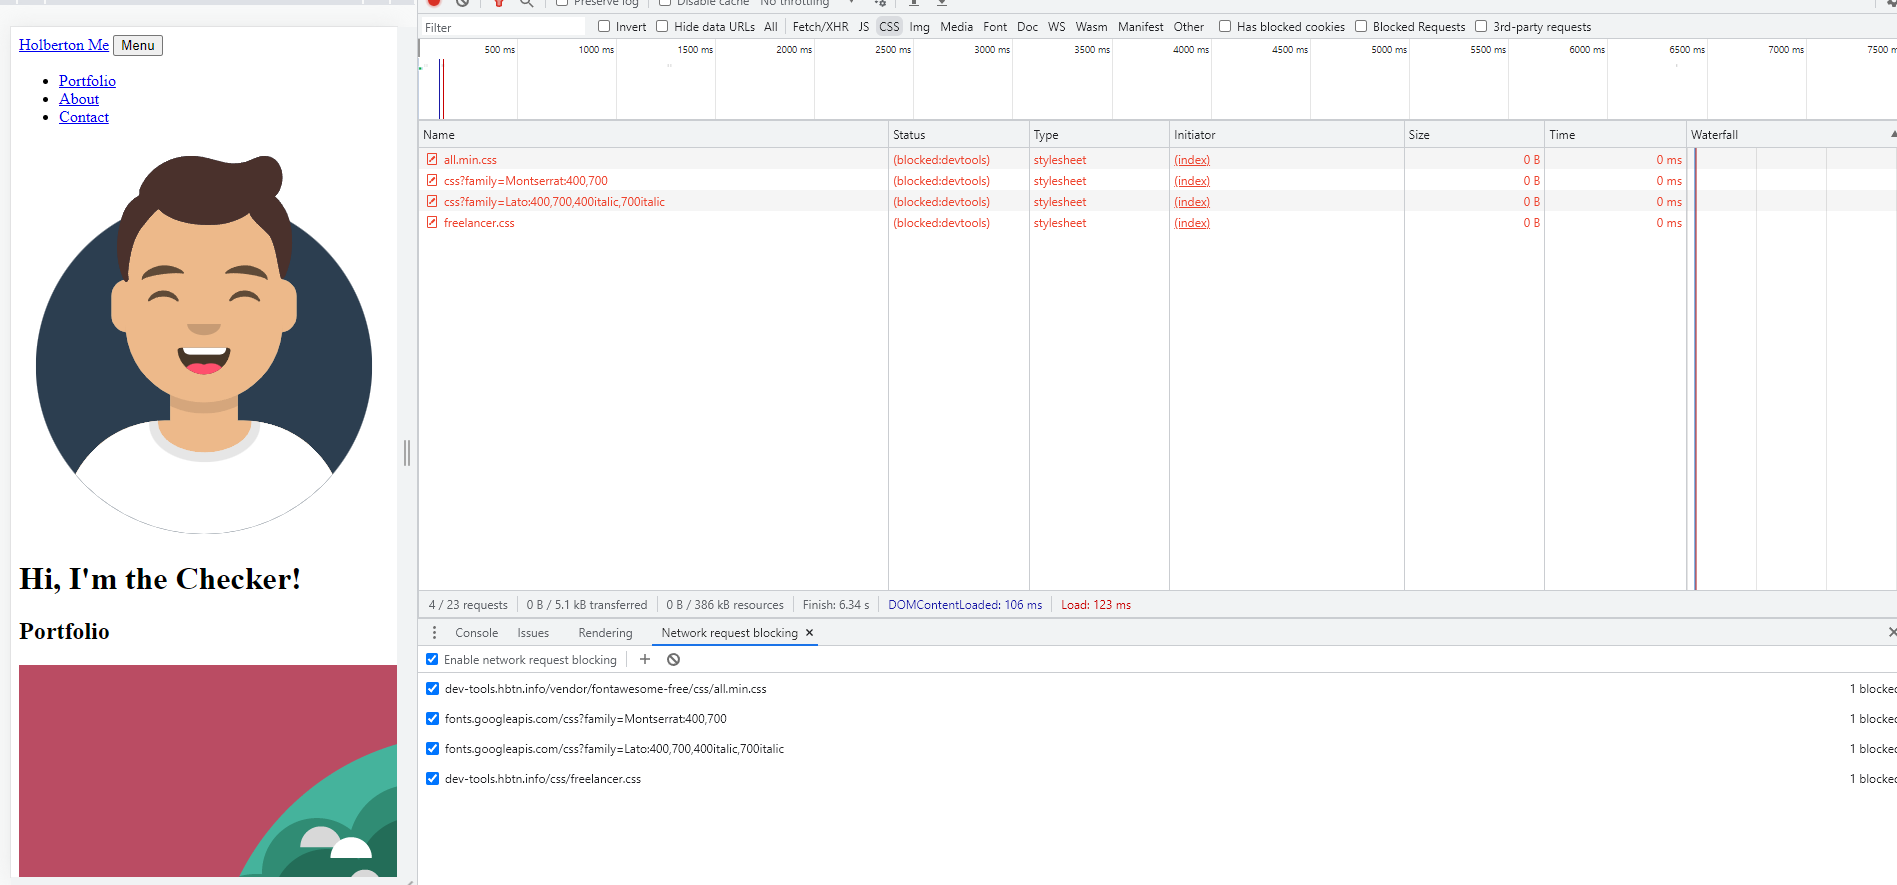 Preserve log Disable cache No throttling
Filter Invert Hide data URLs All Fetch/XHR JS CSS Img Media Font Doc WS Wasm Manifest Other Has blocked cookies Blocked Requests 3rd-party requests
500 ms 1000 ms 1500 ms 2000 ms 2500 ms 3000 ms 3500 ms 4000 ms 4500 ms 5000 ms 5500 ms 6000 ms 6500 ms 7000 ms 7500 m
Holberton Me Menu
Portfolio
About
Contact
Hi, I'm the Checker!
Portfolio
Name Status Type Initiator Size Time Waterfall
all.min.css (blocked:devtools) stylesheet (index) 0 B 0 ms
css?family=Montserrat:400,700 (blocked:devtools) stylesheet (index) 0 B 0 ms
css?family=Lato:400,700,400italic,700italic (blocked:devtools) stylesheet (index) 0 B 0 ms
freelancer.css (blocked:devtools) stylesheet (index) 0 B 0 ms
4 / 23 requests 0 B / 5.1 kB transferred 0 B / 386 kB resources Finish: 6.34 s DOMContentLoaded: 106 ms Load: 123 ms
Console Issues Rendering Network request blocking
Enable network request blocking
dev-tools.hbtn.info/vendor/fontawesome-free/css/all.min.css 1 blocked
fonts.googleapis.com/css?family=Montserrat:400,700 1 blocked
fonts.googleapis.com/css?family=Lato:400,700,400italic,700italic 1 blocked
dev-tools.hbtn.info/css/freelancer.css 1 blocked